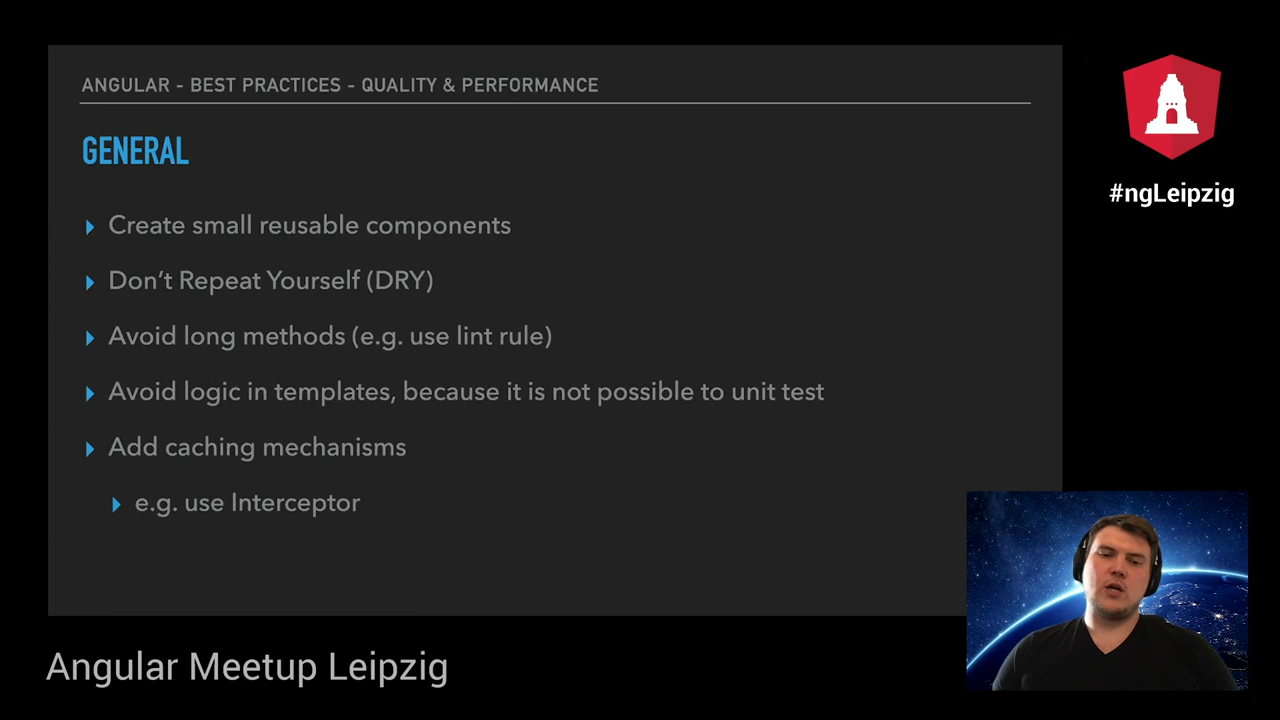 ANGULAR - BEST PRACTICES - QUALITY & PERFORMANCE
GENERAL
Create small reusable components
Don’t Repeat Yourself (DRY)
Avoid long methods (e.g. use lint rule)
Avoid logic in templates, because it is not possible to unit test
Add caching mechanisms
e.g. use Interceptor
#ngLeipzig
Angular Meetup Leipzig